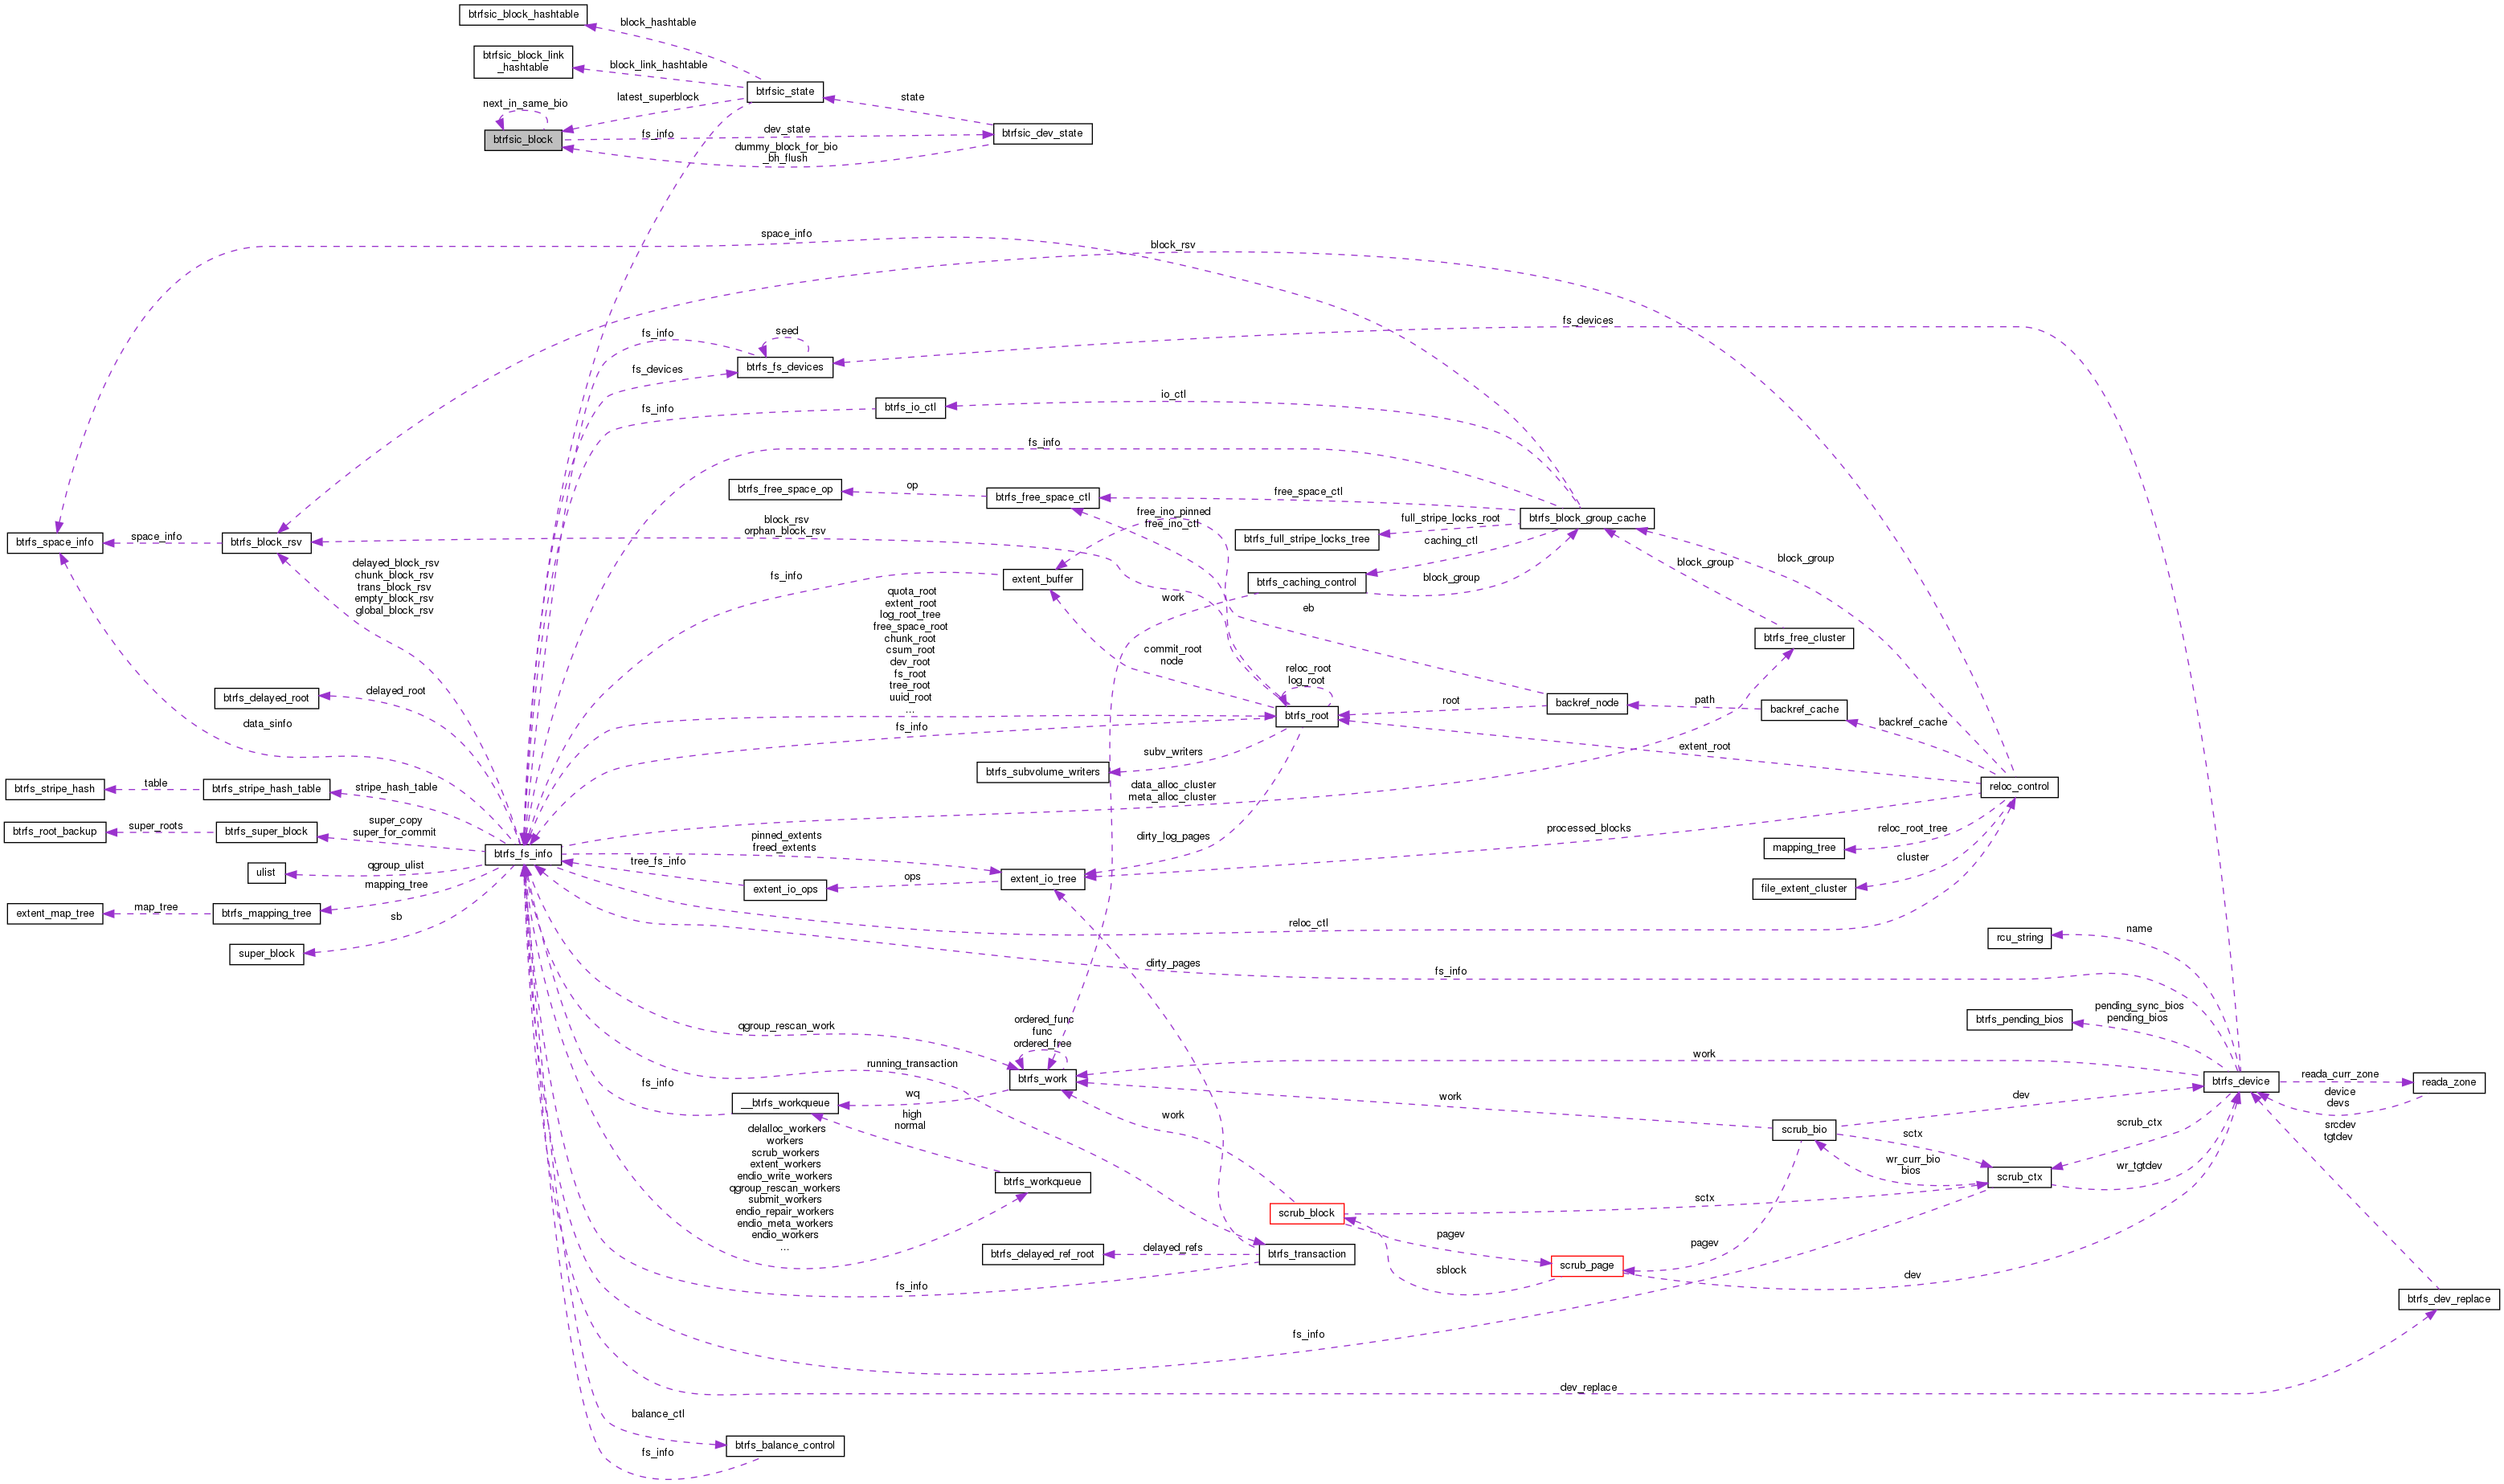 btrfsic_block_hashtable
block_hashtable
btrfsic_block_link
_hashtable
block_link_hashtable
btrfsic_state
latest_superblock
state
next_in_same_bio
btrfsic_block
fs_info
dev_state
btrfsic_dev_state
dummy_block_for_bio
_bh_flush
space_info
block_rsv
fs_info
seed
fs_devices
btrfs_fs_devices
fs_devices
io_ctl
fs_info
btrfs_io_ctl
fs_info
btrfs_free_space_op
op
btrfs_free_space_ctl
free_space_ctl
free_ino_pinned
free_ino_ctl
full_stripe_locks_root
btrfs_block_group_cache
btrfs_space_info
space_info
btrfs_block_rsv
block_rsv
orphan_block_rsv
btrfs_full_stripe_locks_tree
caching_ctl
block_group
delayed_block_rsv
chunk_block_rsv
trans_block_rsv
empty_block_rsv
global_block_rsv
fs_info
extent_buffer
btrfs_caching_control
block_group
block_group
work
eb
quota_root
extent_root
log_root_tree
free_space_root
chunk_root
csum_root
dev_root
fs_root
tree_root
uuid_root
...
btrfs_free_cluster
commit_root
node
reloc_root
log_root
btrfs_delayed_root
delayed_root
root
backref_node
path
backref_cache
data_sinfo
fs_info
btrfs_root
backref_cache
extent_root
subv_writers
btrfs_subvolume_writers
btrfs_stripe_hash
table
btrfs_stripe_hash_table
stripe_hash_table
data_alloc_cluster
meta_alloc_cluster
reloc_control
btrfs_root_backup
super_roots
btrfs_super_block
super_copy
super_for_commit
pinned_extents
freed_extents
dirty_log_pages
processed_blocks
reloc_root_tree
mapping_tree
btrfs_fs_info
ulist
qgroup_ulist
tree_fs_info
extent_io_ops
ops
extent_io_tree
cluster
file_extent_cluster
mapping_tree
extent_map_tree
map_tree
btrfs_mapping_tree
sb
super_block
reloc_ctl
rcu_string
name
dirty_pages
fs_info
pending_sync_bios
pending_bios
btrfs_pending_bios
qgroup_rescan_work
ordered_func
func
ordered_free
running_transaction
work
btrfs_work
fs_info
__btrfs_workqueue
wq
btrfs_device
reada_curr_zone
reada_zone
device
devs
high
normal
work
work
dev
scrub_bio
sctx
scrub_ctx
srcdev
tgtdev
delalloc_workers
workers
scrub_workers
extent_workers
endio_write_workers
qgroup_rescan_workers
submit_workers
endio_repair_workers
endio_meta_workers
endio_workers
...
btrfs_workqueue
wr_curr_bio
bios
scrub_ctx
wr_tgtdev
scrub_block
sctx
pagev
pagev
btrfs_delayed_ref_root
delayed_refs
btrfs_transaction
sblock
scrub_page
dev
fs_info
btrfs_dev_replace
fs_info
dev_replace
balance_ctl
btrfs_balance_control
fs_info